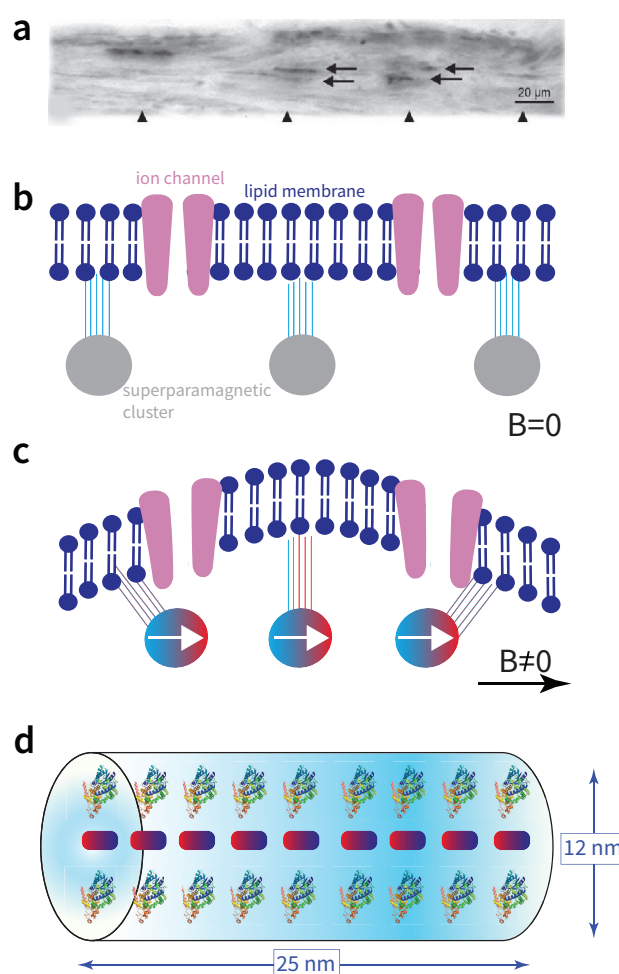 a
20 µm
b
ion channel
lipid membrane
superparamagnetic
cluster
B=0
c
B≠0
d
12 nm
25 nm